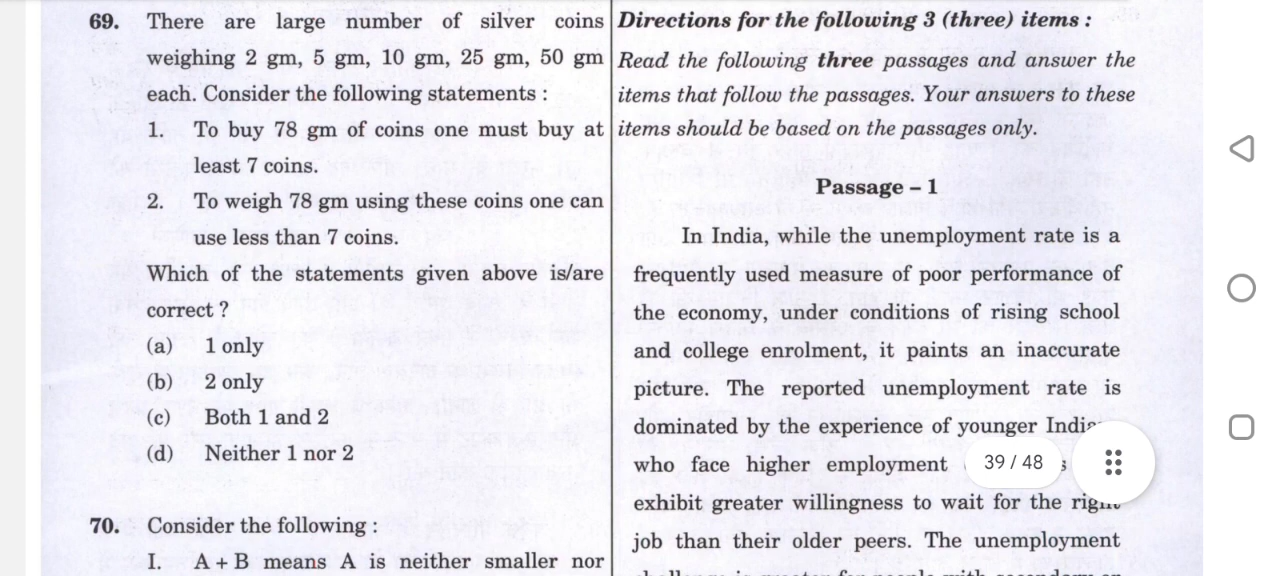 69. There are large number of silver coins
weighing 2 gm, 5 gm, 10 gm, 25 gm, 50 gm
each. Consider the following statements :
1. To buy 78 gm of coins one must buy at
least 7 coins.
2. To weigh 78 gm using these coins one can
use less than 7 coins.
Which of the statements given above is/are
correct ?
(a) 1 only
(b) 2 only
(c) Both 1 and 2
(d) Neither 1 nor 2
70. Consider the following :
I. A + B means A is neither smaller nor
Directions for the following 3 (three) items :
Read the following three passages and answer the
items that follow the passages. Your answers to these
items should be based on the passages only.
Passage – 1
In India, while the unemployment rate is a
frequently used measure of poor performance of
the economy, under conditions of rising school
and college enrolment, it paints an inaccurate
picture. The reported unemployment rate is
dominated by the experience of younger
who face higher employment
exhibit greater willingness to wait for the right
job than their older peers. The unemployment
challenge is greater for people with secondary or
39 / 48